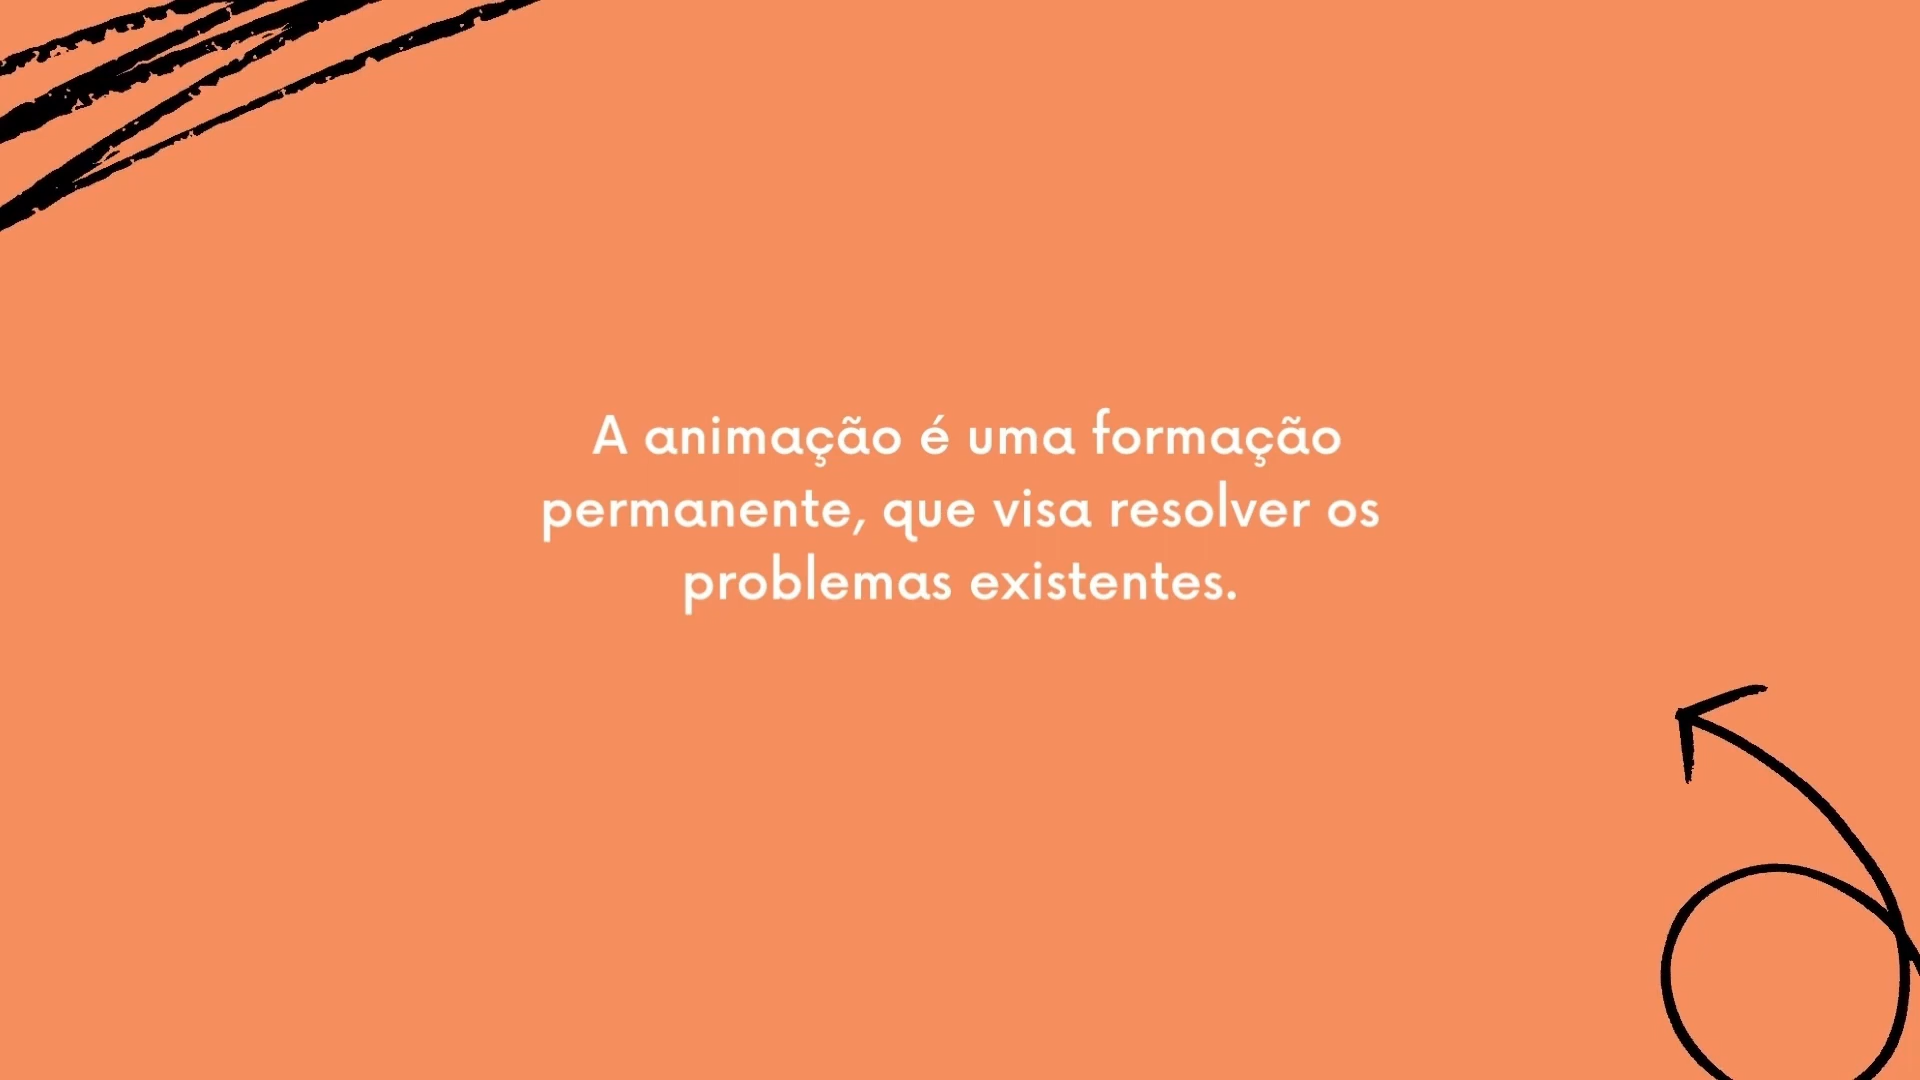 A animação é uma formação
permanente, que visa resolver os
problemas existentes.